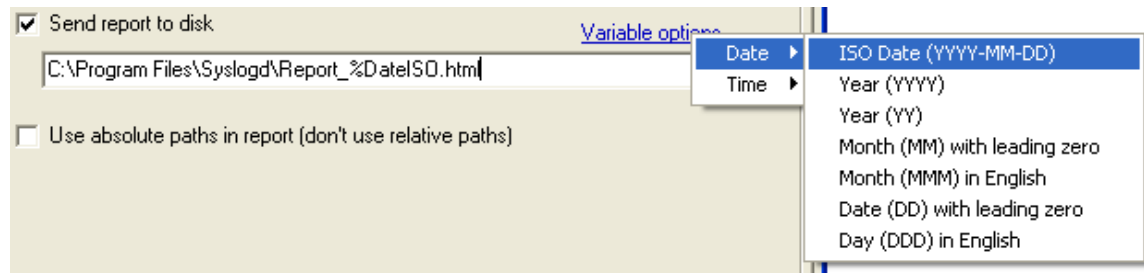 Send report to disk
Variable options
C:\Program Files\Syslogd\Report_%DateISO.html
Use absolute paths in report (don't use relative paths)
Date
Time
ISO Date (YYYY-MM-DD)
Year (YYYY)
Year (YY)
Month (MM) with leading zero
Month (MMM) in English
Date (DD) with leading zero
Day (DDD) in English